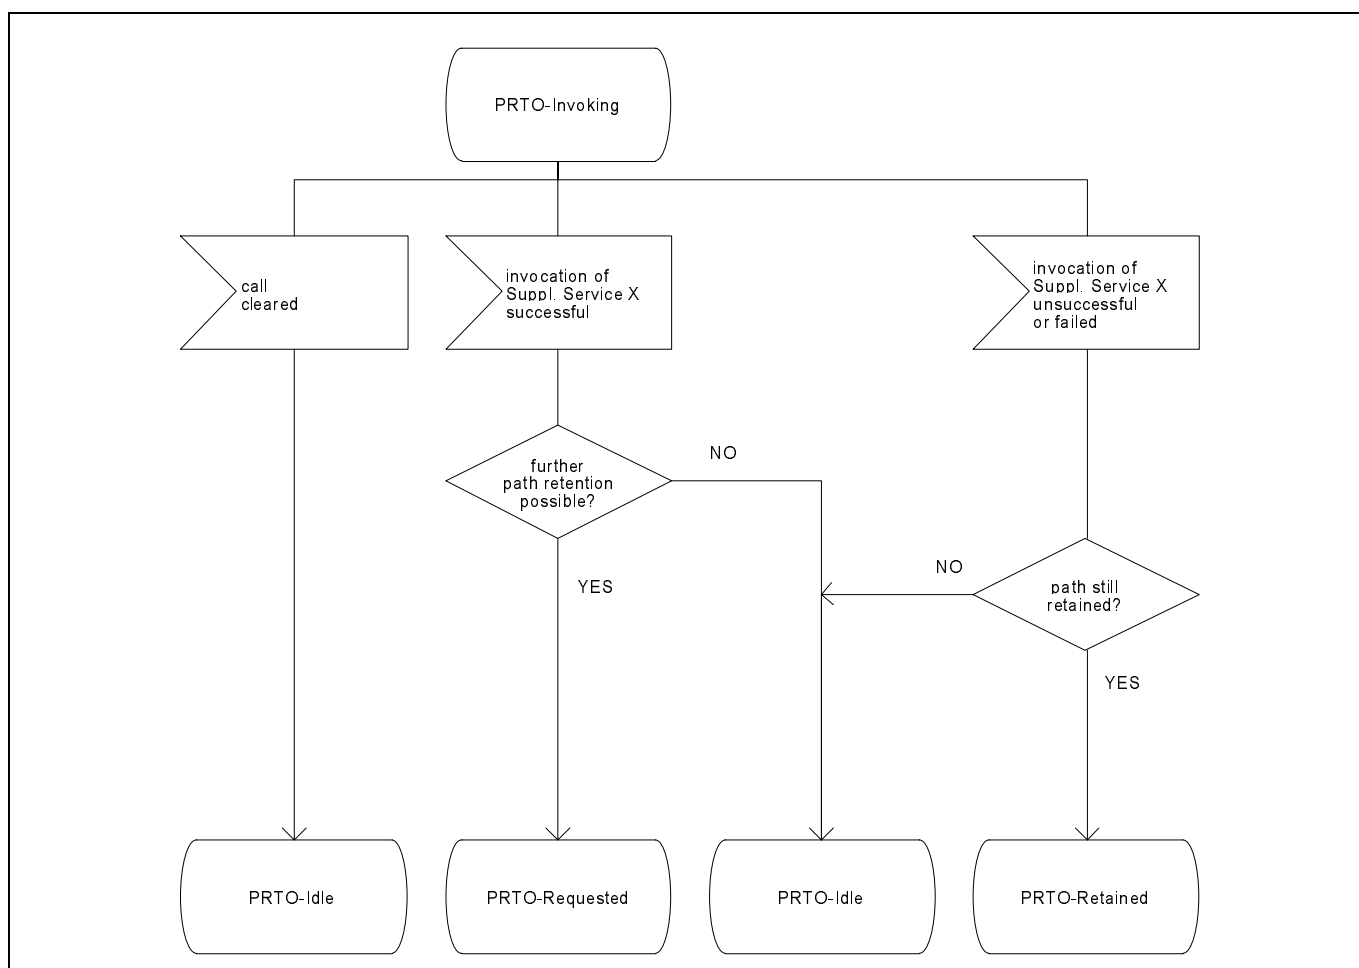 PRTO-Invoking
call
cleared
invocation of
Suppl. Service X
successful
invocation of
Suppl. Service X
unsuccessful
or failed
further
path retention
possible?
NO
YES
NO
path still
retained?
YES
PRTO-Idle
PRTO-Requested
PRTO-Idle
PRTO-Retained